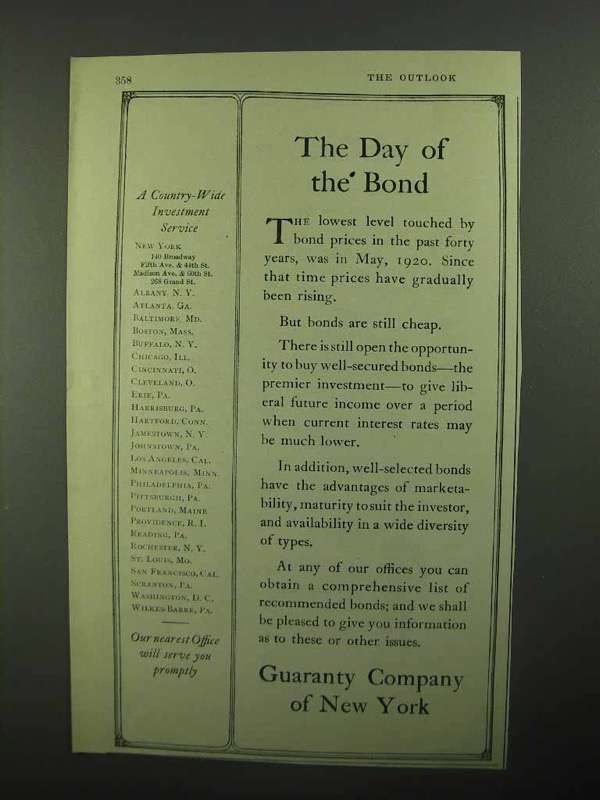 358
THE OUTLOOK
A Country-Wide
Investment
Service
NEW YORK
140 Broadway
Fifth Ave. & 44th St.
Madison Ave. & 60th St.
268 Grand St.
ALBANY, N. Y.
ATLANTA, GA.
BALTIMORE, MD.
BOSTON, MASS.
BUFFALO, N. Y.
CHICAGO, ILL.
CINCINNATI, O.
CLEVELAND, O.
ERIE, PA.
HARRISBURG, PA.
HARTFORD, CONN.
JAMESTOWN, N. Y.
JOHNSTOWN, PA.
LOS ANGELES, CAL.
MINNEAPOLIS, MINN.
PHILADELPHIA, PA.
PITTSBURGH, PA.
PORTLAND, MAINE
PROVIDENCE, R. I.
READING, PA.
ROCHESTER, N. Y.
ST. LOUIS, MO.
SAN FRANCISCO, CAL.
SCRANTON, PA.
WASHINGTON, D. C.
WILKES-BARRE, PA.
Our nearest Office
will serve you
promptly
The Day of
the Bond
THE lowest level touched by
bond prices in the past forty
years, was in May, 1920. Since
that time prices have gradually
been rising.
But bonds are still cheap.
There is still open the opportun-
ity to buy well-secured bonds—the
premier investment—to give lib-
eral future income over a period
when current interest rates may
be much lower.
In addition, well-selected bonds
have the advantages of marketa-
bility, maturity to suit the investor,
and availability in a wide diversity
of types.
At any of our offices you can
obtain a comprehensive list of
recommended bonds; and we shall
be pleased to give you information
as to these or other issues.
Guaranty Company
of New York